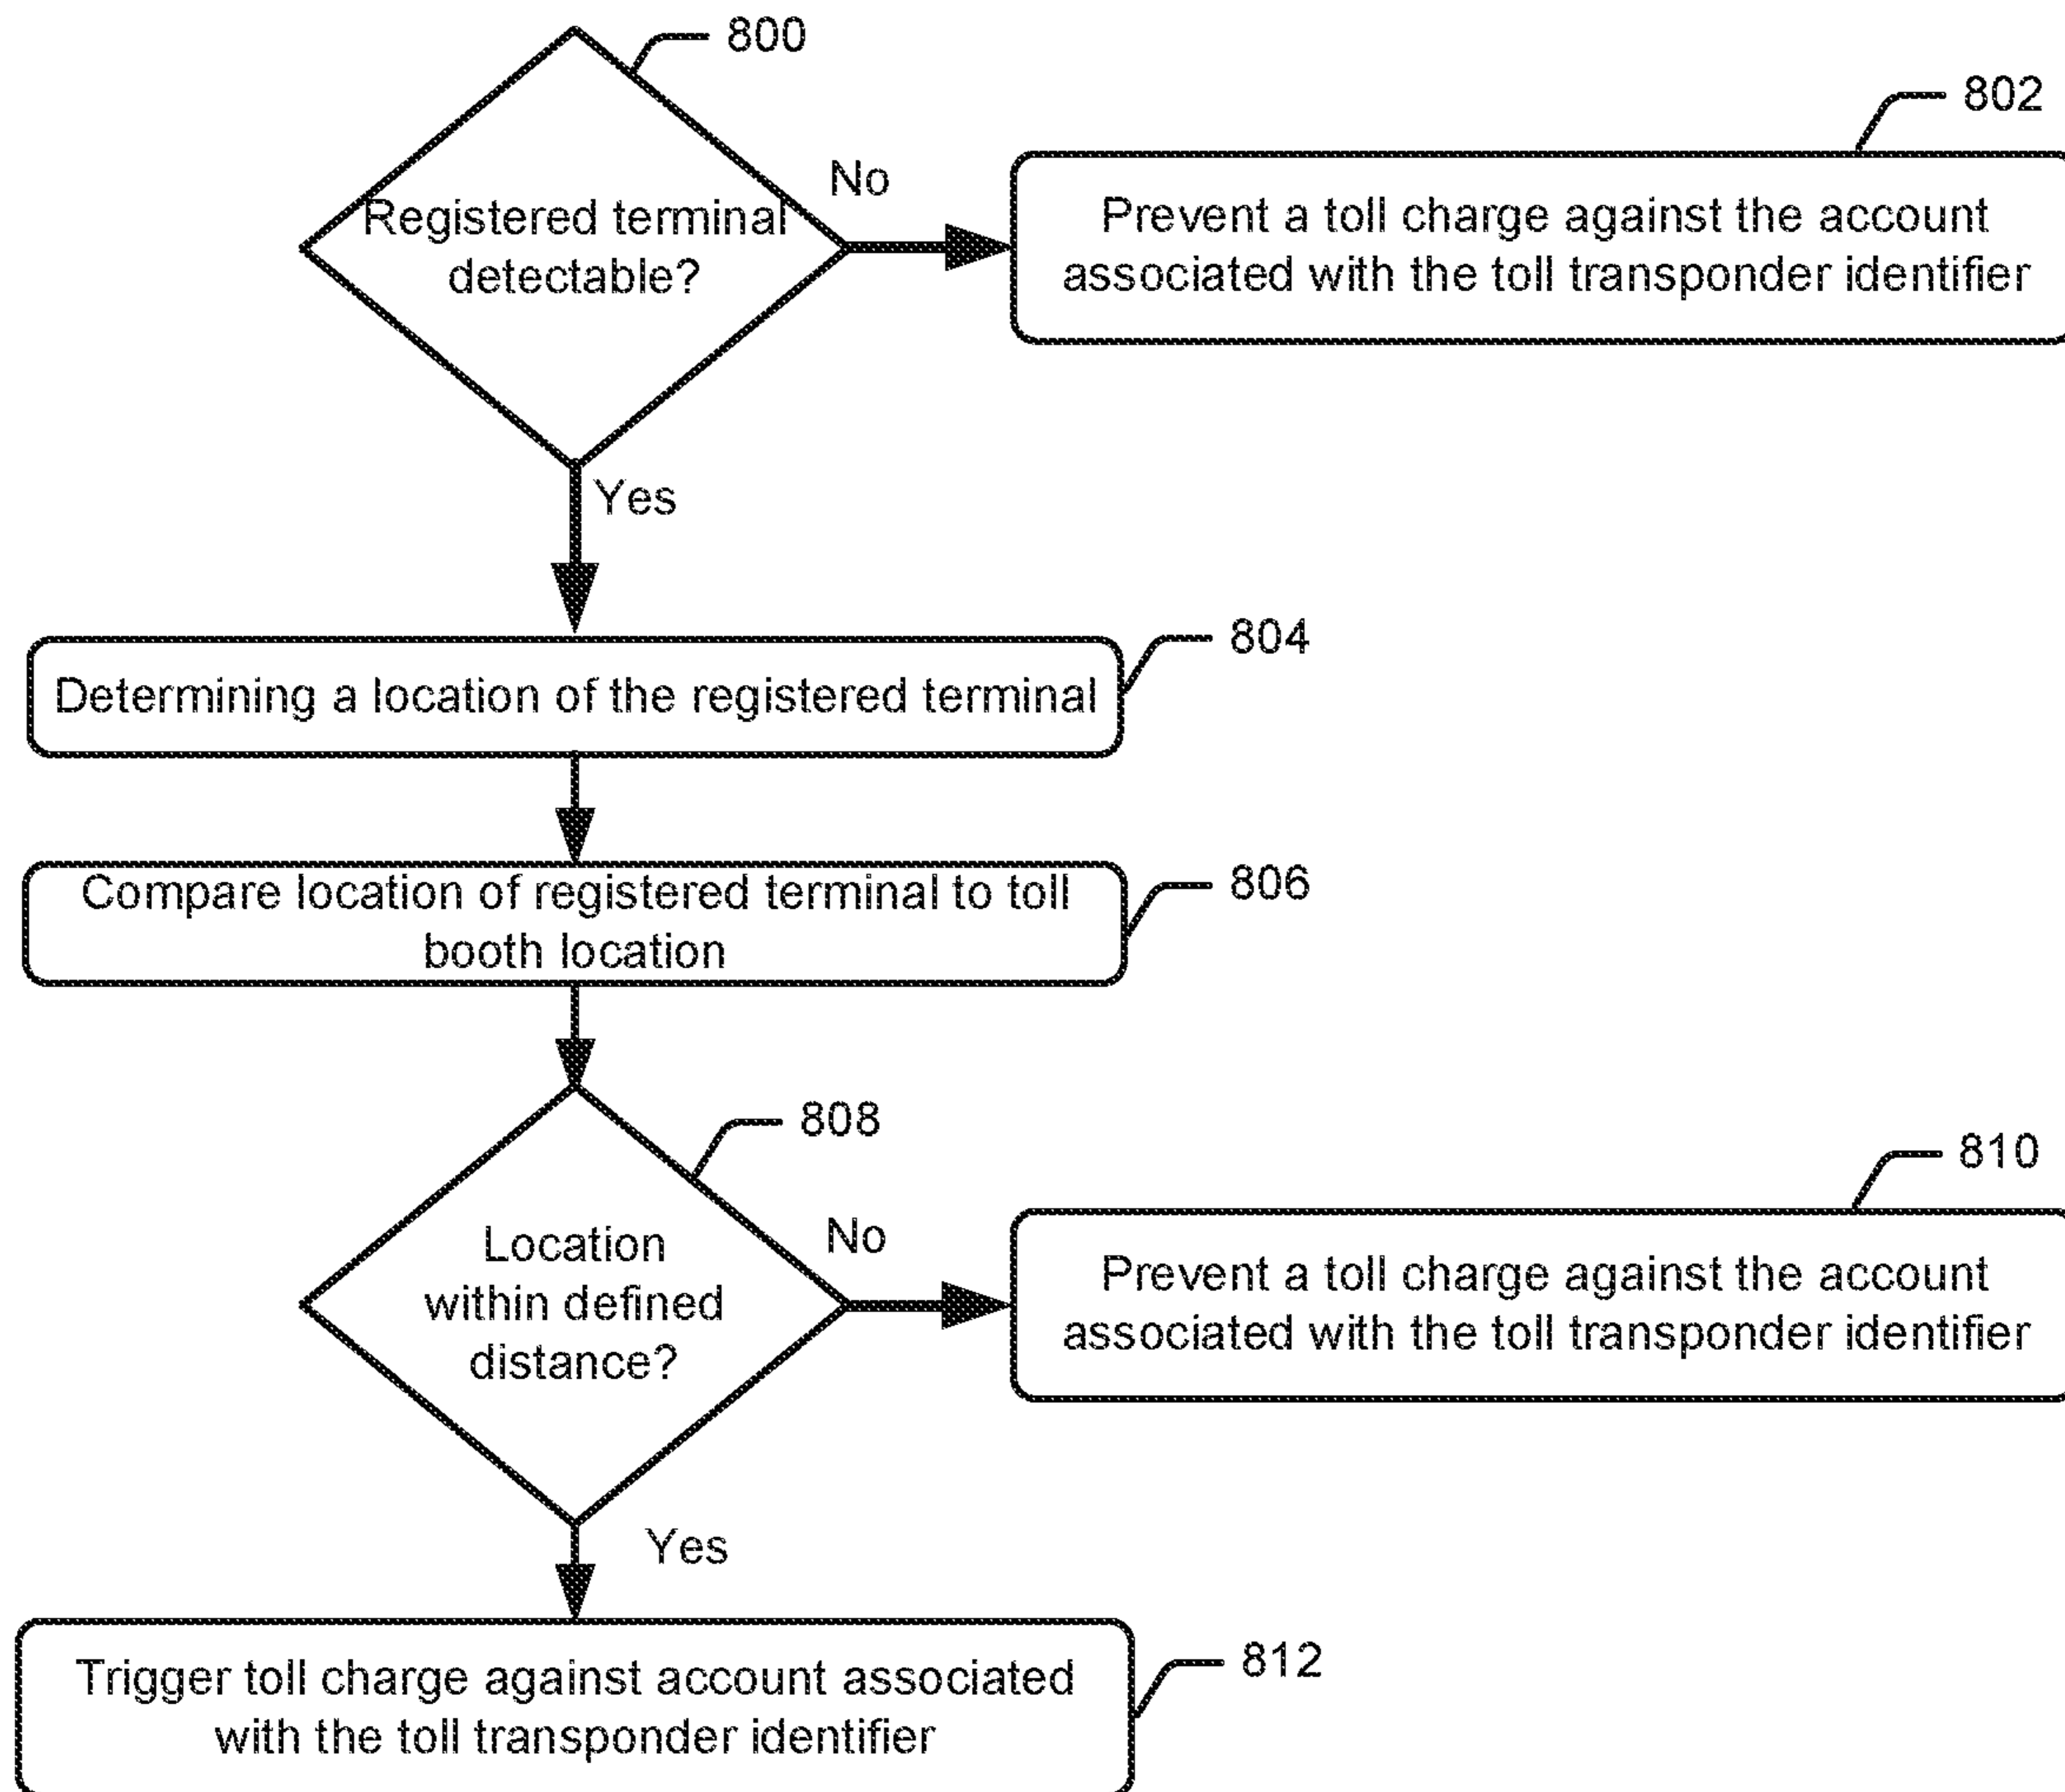 800
802
No
Registered terminal
detectable?
Prevent a toll charge against the account
associated with the toll transponder identifier
Yes
804
Determining a location of the registered terminal
806
Compare location of registered terminal to toll
booth location
808
810
No
Location
within defined
distance?
Prevent a toll charge against the account
associated with the toll transponder identifier
Yes
812
Trigger toll charge against account associated
with the toll transponder identifier